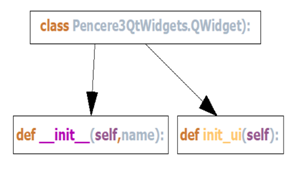 class Pencere3QtWidgets.QWidget):
def __init__(self,name):
def init_ui(self):